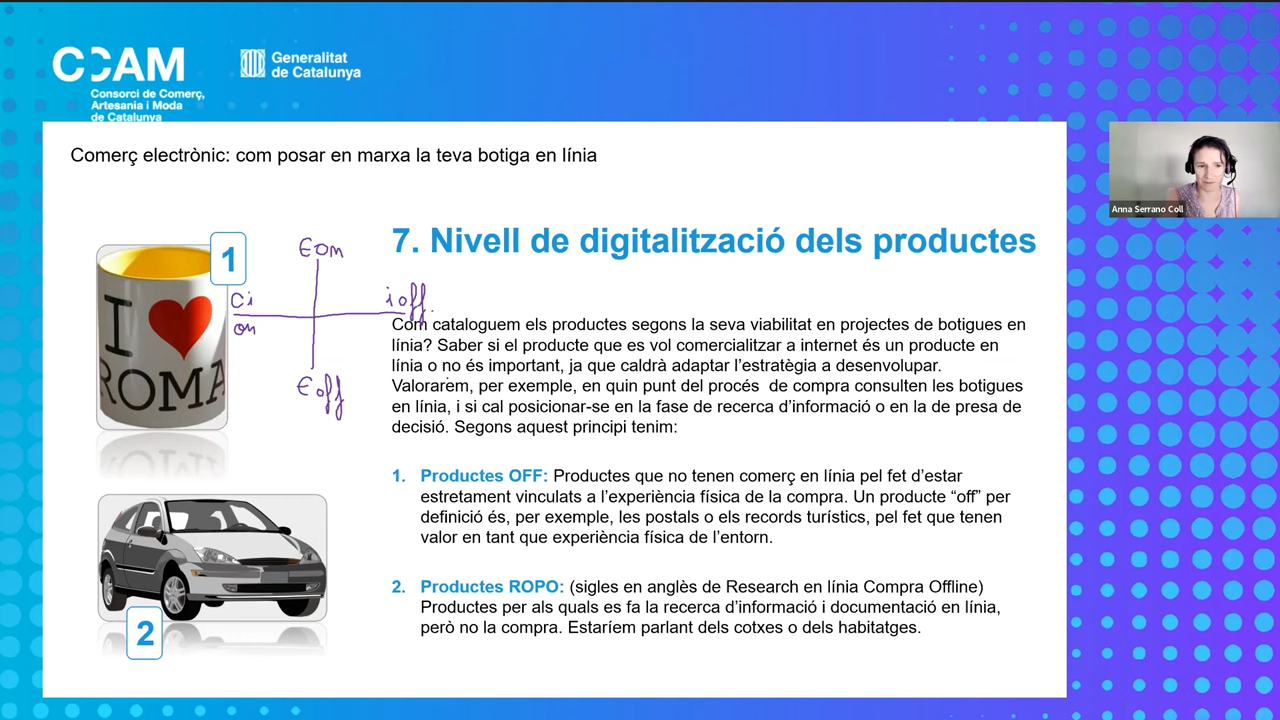 CCAM
Consorci de Comerç,
Artesania i Moda
de Catalunya
Generalitat
de Catalunya
Comerç electrònic: com posar en marxa la teva botiga en línia
Anna Serrano Coll
7. Nivell de digitalització dels productes
1
I
ROMA
Eon
Ci
on
i off.
Eoff
Com cataloguem els productes segons la seva viabilitat en projectes de botigues en
línia? Saber si el producte que es vol comercialitzar a internet és un producte en
línia o no és important, ja que caldrà adaptar l’estratègia a desenvolupar.
Valorarem, per exemple, en quin punt del procés de compra consulten les botigues
en línia, i si cal posicionar-se en la fase de recerca d’informació o en la de presa de
decisió. Segons aquest principi tenim:
1. Productes OFF: Productes que no tenen comerç en línia pel fet d’estar
estretament vinculats a l’experiència física de la compra. Un producte “off” per
definició és, per exemple, les postals o els records turístics, pel fet que tenen
valor en tant que experiència física de l’entorn.
2. Productes ROPO: (sigles en anglès de Research en línia Compra Offline)
Productes per als quals es fa la recerca d’informació i documentació en línia,
però no la compra. Estaríem parlant dels cotxes o dels habitatges.
2